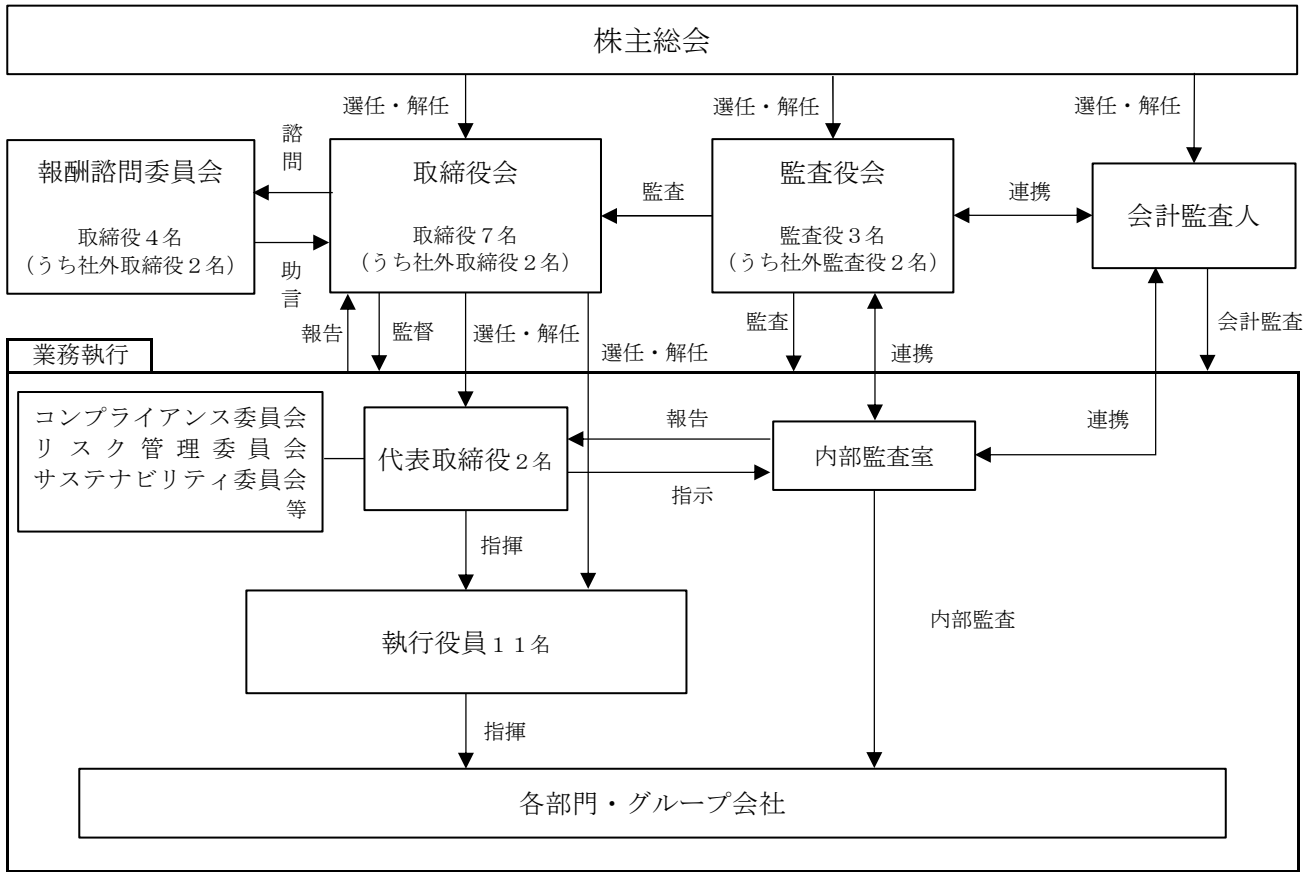 株主総会
選任・解任
選任・解任
選任・解任
諮問
報酬諮問委員会
取締役４名
（うち社外取締役２名）
助言
取締役会
取締役７名
（うち社外取締役２名）
監査
監査役会
監査役３名
（うち社外監査役２名）
連携
会計監査人
報告
監督
選任・解任
選任・解任
監査
連携
会計監査
業務執行
コンプライアンス委員会
リスク管理委員会
サステナビリティ委員会
等
代表取締役２名
報告
指示
内部監査室
連携
指揮
執行役員１１名
内部監査
指揮
各部門・グループ会社